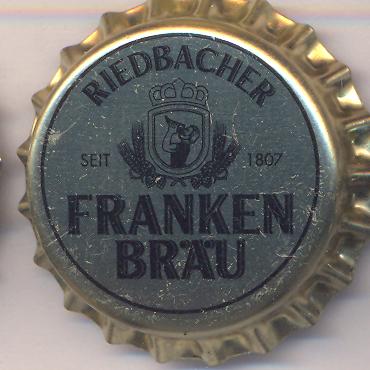 RIEDBACHER
SEIT 1807
FRANKEN
BRÄU